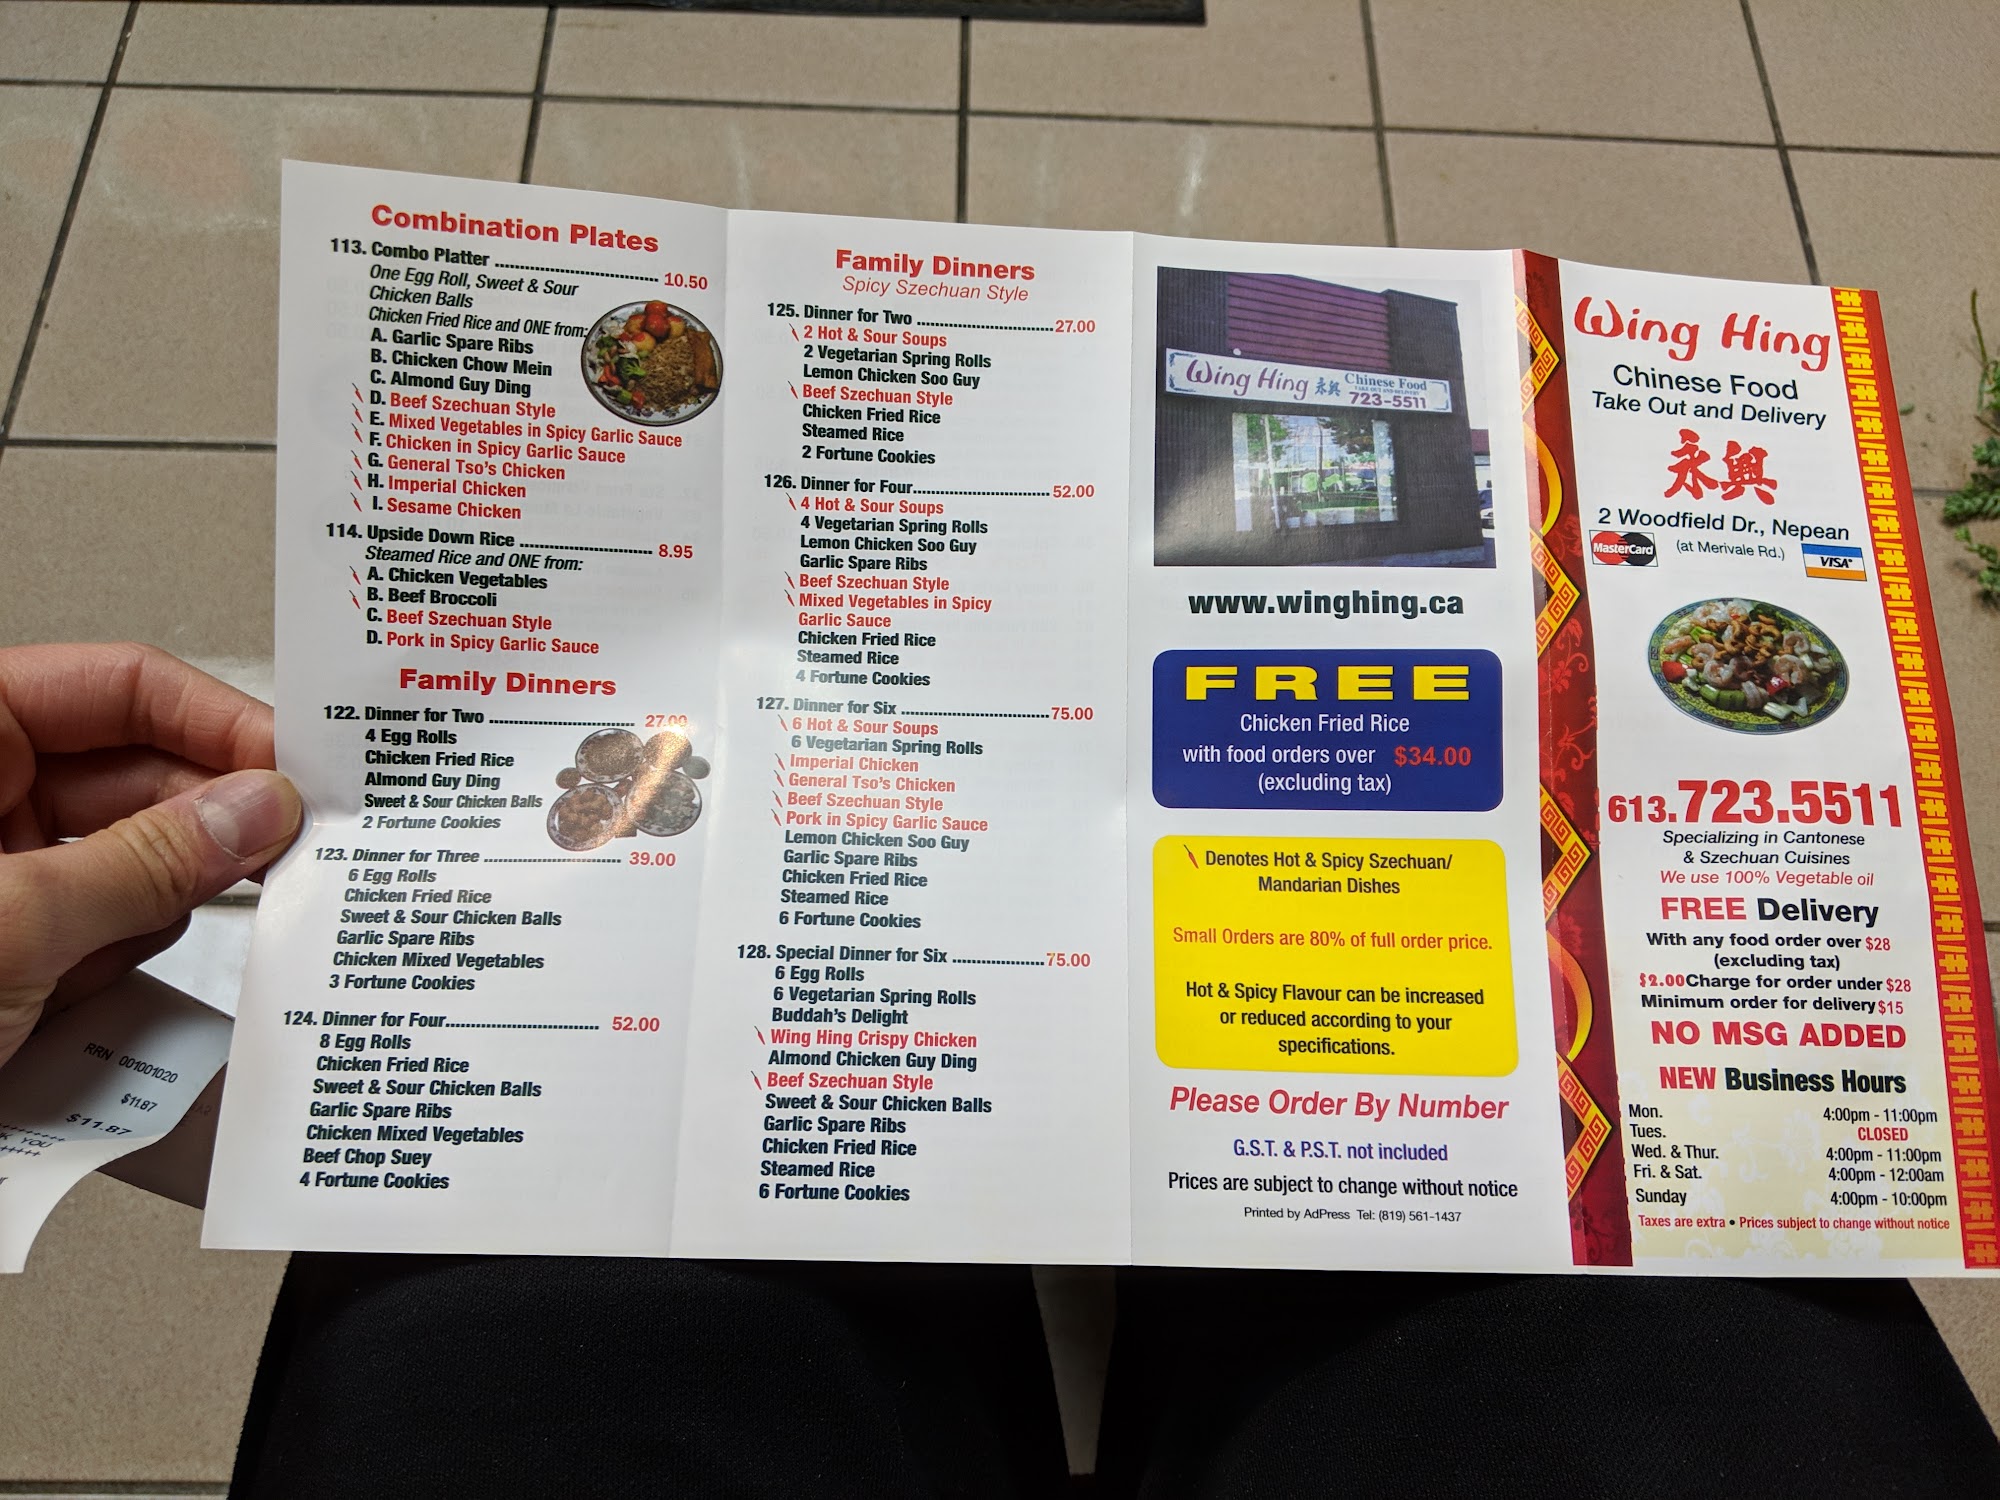 Combination Plates
113. Combo Platter ................................ 10.50
One Egg Roll, Sweet & Sour
Chicken Balls
Chicken Fried Rice and ONE from:
A. Garlic Spare Ribs
B. Chicken Chow Mein
C. Almond Guy Ding
D. Beef Szechuan Style
E. Mixed Vegetables in Spicy Garlic Sauce
F. Chicken in Spicy Garlic Sauce
G. General Tso's Chicken
H. Imperial Chicken
I. Sesame Chicken
114. Upside Down Rice .......................... 8.95
Steamed Rice and ONE from:
A. Chicken Vegetables
B. Beef Broccoli
C. Beef Szechuan Style
D. Pork in Spicy Garlic Sauce
Family Dinners
122. Dinner for Two ............................ 27.00
4 Egg Rolls
Chicken Fried Rice
Almond Guy Ding
Sweet & Sour Chicken Balls
2 Fortune Cookies
123. Dinner for Three ........................... 39.00
6 Egg Rolls
Chicken Fried Rice
Sweet & Sour Chicken Balls
Garlic Spare Ribs
Chicken Mixed Vegetables
3 Fortune Cookies
124. Dinner for Four.............................. 52.00
8 Egg Rolls
Chicken Fried Rice
Sweet & Sour Chicken Balls
Garlic Spare Ribs
Chicken Mixed Vegetables
Beef Chop Suey
4 Fortune Cookies
Family Dinners
Spicy Szechuan Style
125. Dinner for Two ...........................27.00
2 Hot & Sour Soups
2 Vegetarian Spring Rolls
Lemon Chicken Soo Guy
Beef Szechuan Style
Chicken Fried Rice
Steamed Rice
2 Fortune Cookies
126. Dinner for Four...........................52.00
4 Hot & Sour Soups
4 Vegetarian Spring Rolls
Lemon Chicken Soo Guy
Garlic Spare Ribs
Beef Szechuan Style
Mixed Vegetables in Spicy
Garlic Sauce
Chicken Fried Rice
Steamed Rice
4 Fortune Cookies
127. Dinner for Six .............................75.00
6 Hot & Sour Soups
6 Vegetarian Spring Rolls
Imperial Chicken
General Tso's Chicken
Beef Szechuan Style
Pork in Spicy Garlic Sauce
Lemon Chicken Soo Guy
Garlic Spare Ribs
Chicken Fried Rice
Steamed Rice
6 Fortune Cookies
128. Special Dinner for Six ..................75.00
6 Egg Rolls
6 Vegetarian Spring Rolls
Buddah's Delight
Wing Hing Crispy Chicken
Almond Chicken Guy Ding
Beef Szechuan Style
Sweet & Sour Chicken Balls
Garlic Spare Ribs
Chicken Fried Rice
Steamed Rice
6 Fortune Cookies
Wing Hing 永興 Chinese Food
TAKE OUT AND DELIVERY
723-5511
www.winghing.ca
FREE
Chicken Fried Rice
with food orders over $34.00
(excluding tax)
Denotes Hot & Spicy Szechuan/
Mandarian Dishes
Small Orders are 80% of full order price.
Hot & Spicy Flavour can be increased
or reduced according to your
specifications.
Please Order By Number
G.S.T. & P.S.T. not included
Prices are subject to change without notice
Printed by AdPress Tel: (819) 561-1437
Wing Hing
Chinese Food
Take Out and Delivery
永興
2 Woodfield Dr., Nepean
(at Merivale Rd.)
MasterCard
VISA
613.723.5511
Specializing in Cantonese
& Szechuan Cuisines
We use 100% Vegetable oil
FREE Delivery
With any food order over $28
(excluding tax)
$2.00 Charge for order under $28
Minimum order for delivery $15
NO MSG ADDED
NEW Business Hours
Mon. 4:00pm - 11:00pm
Tues. CLOSED
Wed. & Thur. 4:00pm - 11:00pm
Fri. & Sat. 4:00pm - 12:00am
Sunday 4:00pm - 10:00pm
Taxes are extra • Prices subject to change without notice
RRN 001001020
$11.87
$11.87
YOU